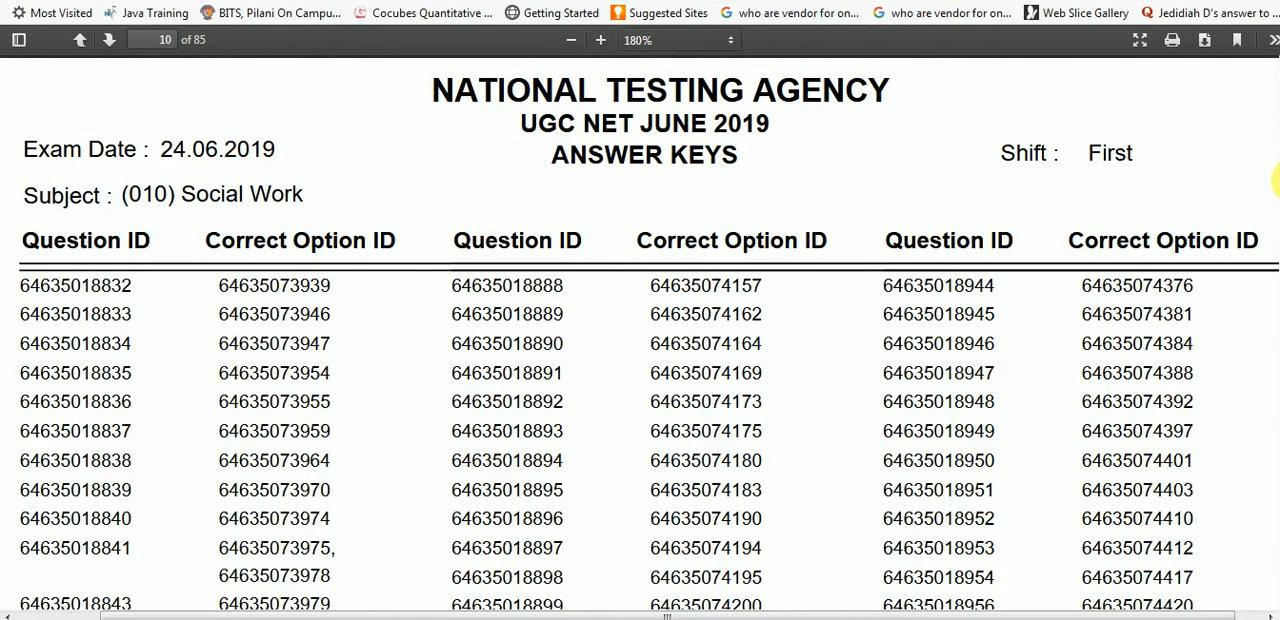 Most Visited Java Training BITS, Pilani On Campu... Cocubes Quantitative ... Getting Started Suggested Sites who are vendor for on... who are vendor for on... Web Slice Gallery Jedidiah D's answer to ...
10 of 85 180%
NATIONAL TESTING AGENCY
UGC NET JUNE 2019
Exam Date : 24.06.2019 ANSWER KEYS Shift : First
Subject : (010) Social Work
Question ID Correct Option ID Question ID Correct Option ID Question ID Correct Option ID
64635018832 64635073939 64635018888 64635074157 64635018944 64635074376
64635018833 64635073946 64635018889 64635074162 64635018945 64635074381
64635018834 64635073947 64635018890 64635074164 64635018946 64635074384
64635018835 64635073954 64635018891 64635074169 64635018947 64635074388
64635018836 64635073955 64635018892 64635074173 64635018948 64635074392
64635018837 64635073959 64635018893 64635074175 64635018949 64635074397
64635018838 64635073964 64635018894 64635074180 64635018950 64635074401
64635018839 64635073970 64635018895 64635074183 64635018951 64635074403
64635018840 64635073974 64635018896 64635074190 64635018952 64635074410
64635018841 64635073975, 64635018897 64635074194 64635018953 64635074412
64635073978 64635018898 64635074195 64635018954 64635074417
64635018843 64635073979 64635018899 64635074200 64635018956 64635074420